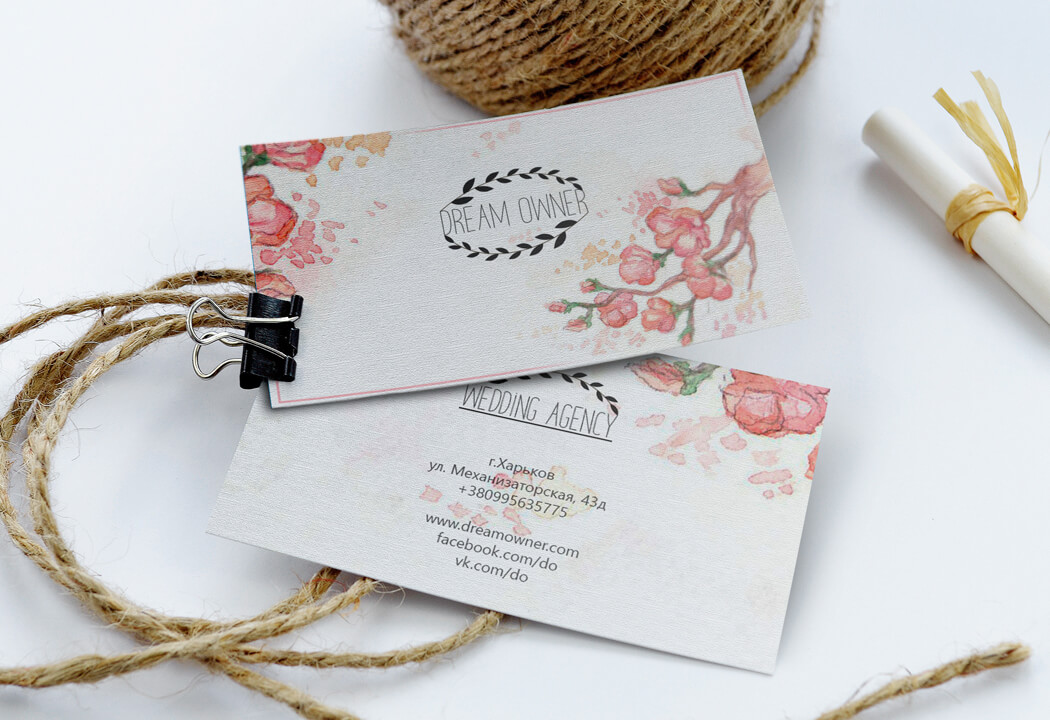 DREAM OWNER
WEDDING AGENCY
г.Харьков
ул. Механизаторская, 43д
+380995635775
www.dreamowner.com
facebook.com/do
vk.com/do